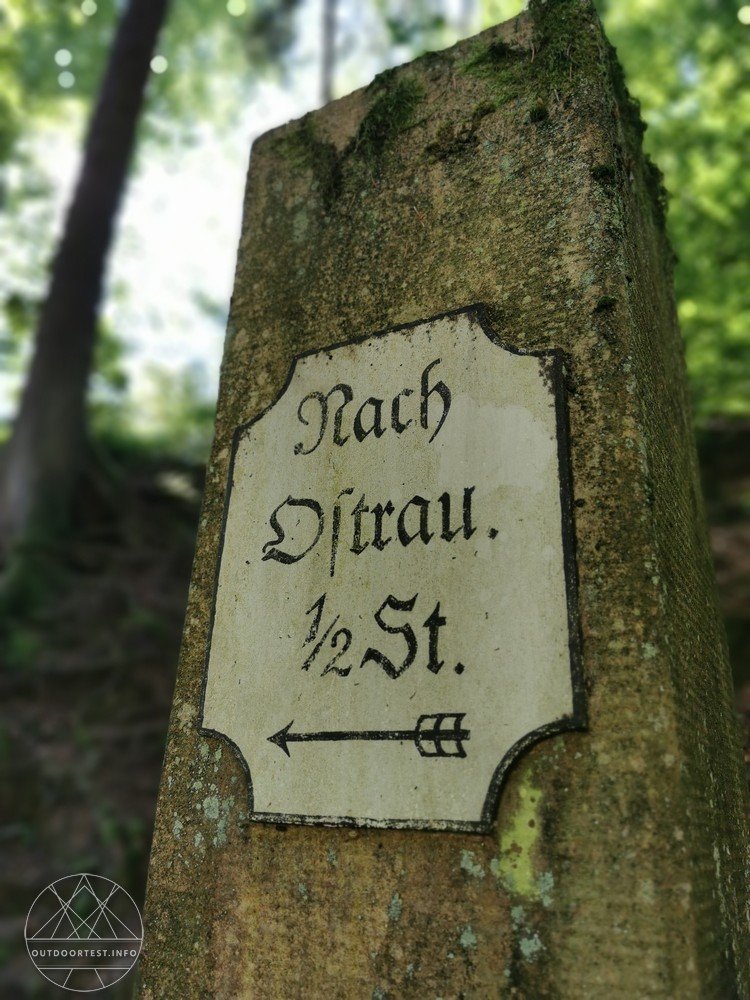 Nach
Oſtrau.
1/2 St.
OUTDOORTEST.INFO